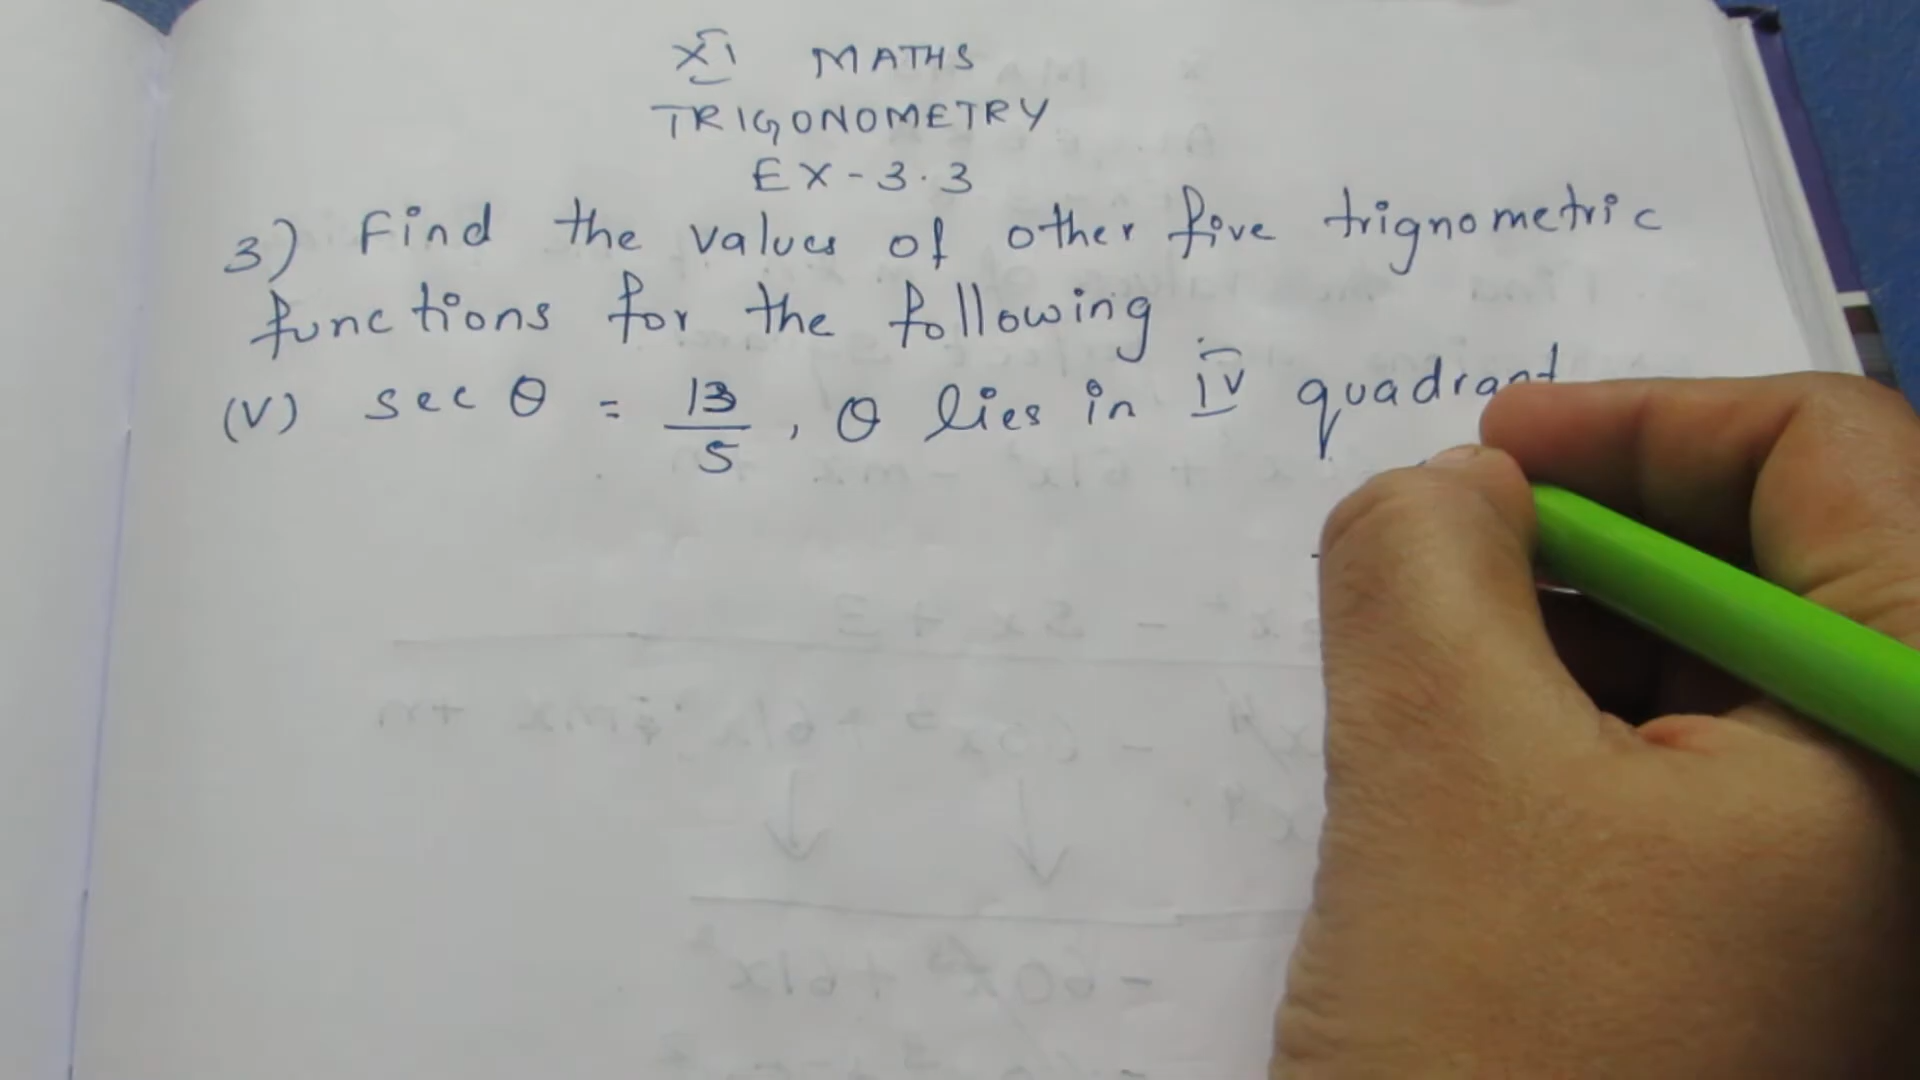 XI MATHS
TRIGONOMETRY
EX-3.3
3) Find the values of other five trignometric
functions for the following
(V) sec θ = 13/5, θ lies in IV quadrant